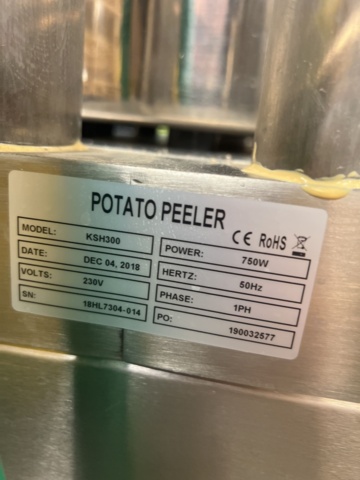 POTATO PEELER
CE RoHS
MODEL: KSH300
POWER: 750W
DATE: DEC 04, 2018
HERTZ: 50Hz
VOLTS: 230V
PHASE: 1PH
SN: 18HL7304-014
PO: 190032577